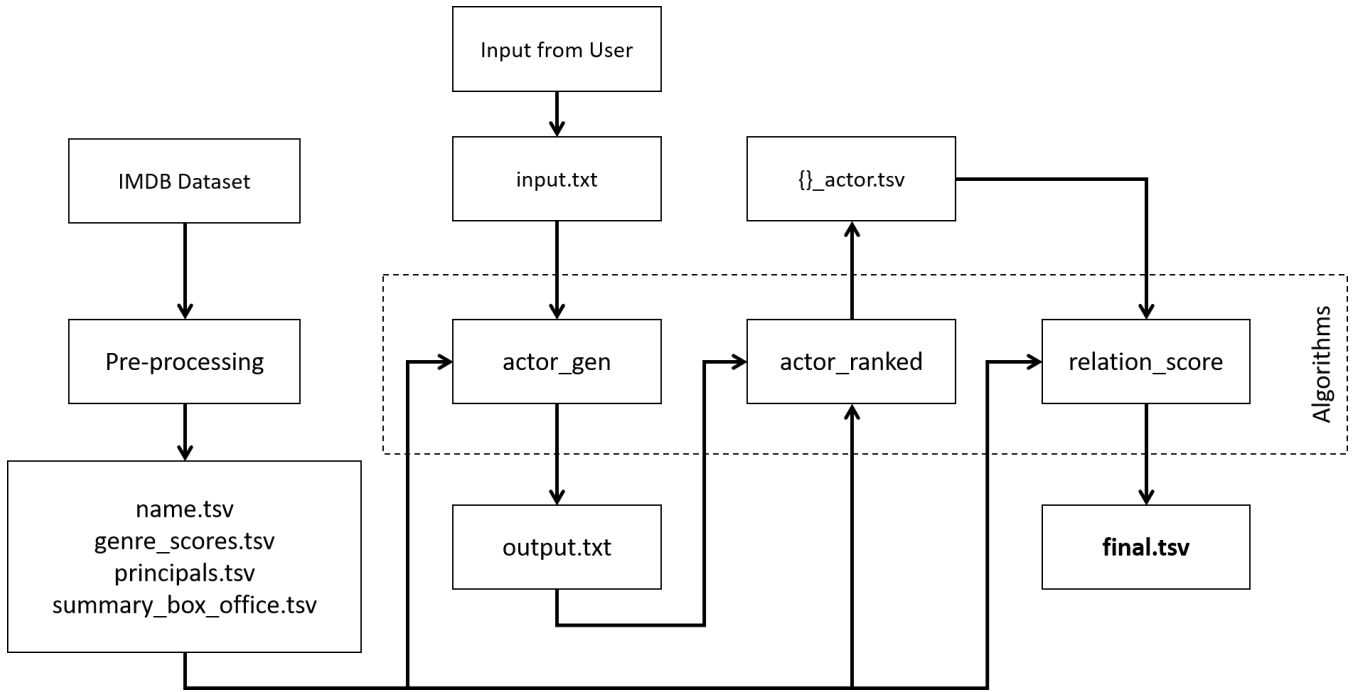 Input from User
IMDB Dataset
input.txt
{}_actor.tsv
Pre-processing
actor_gen
actor_ranked
relation_score
Algorithms
name.tsv
genre_scores.tsv
principals.tsv
summary_box_office.tsv
output.txt
final.tsv